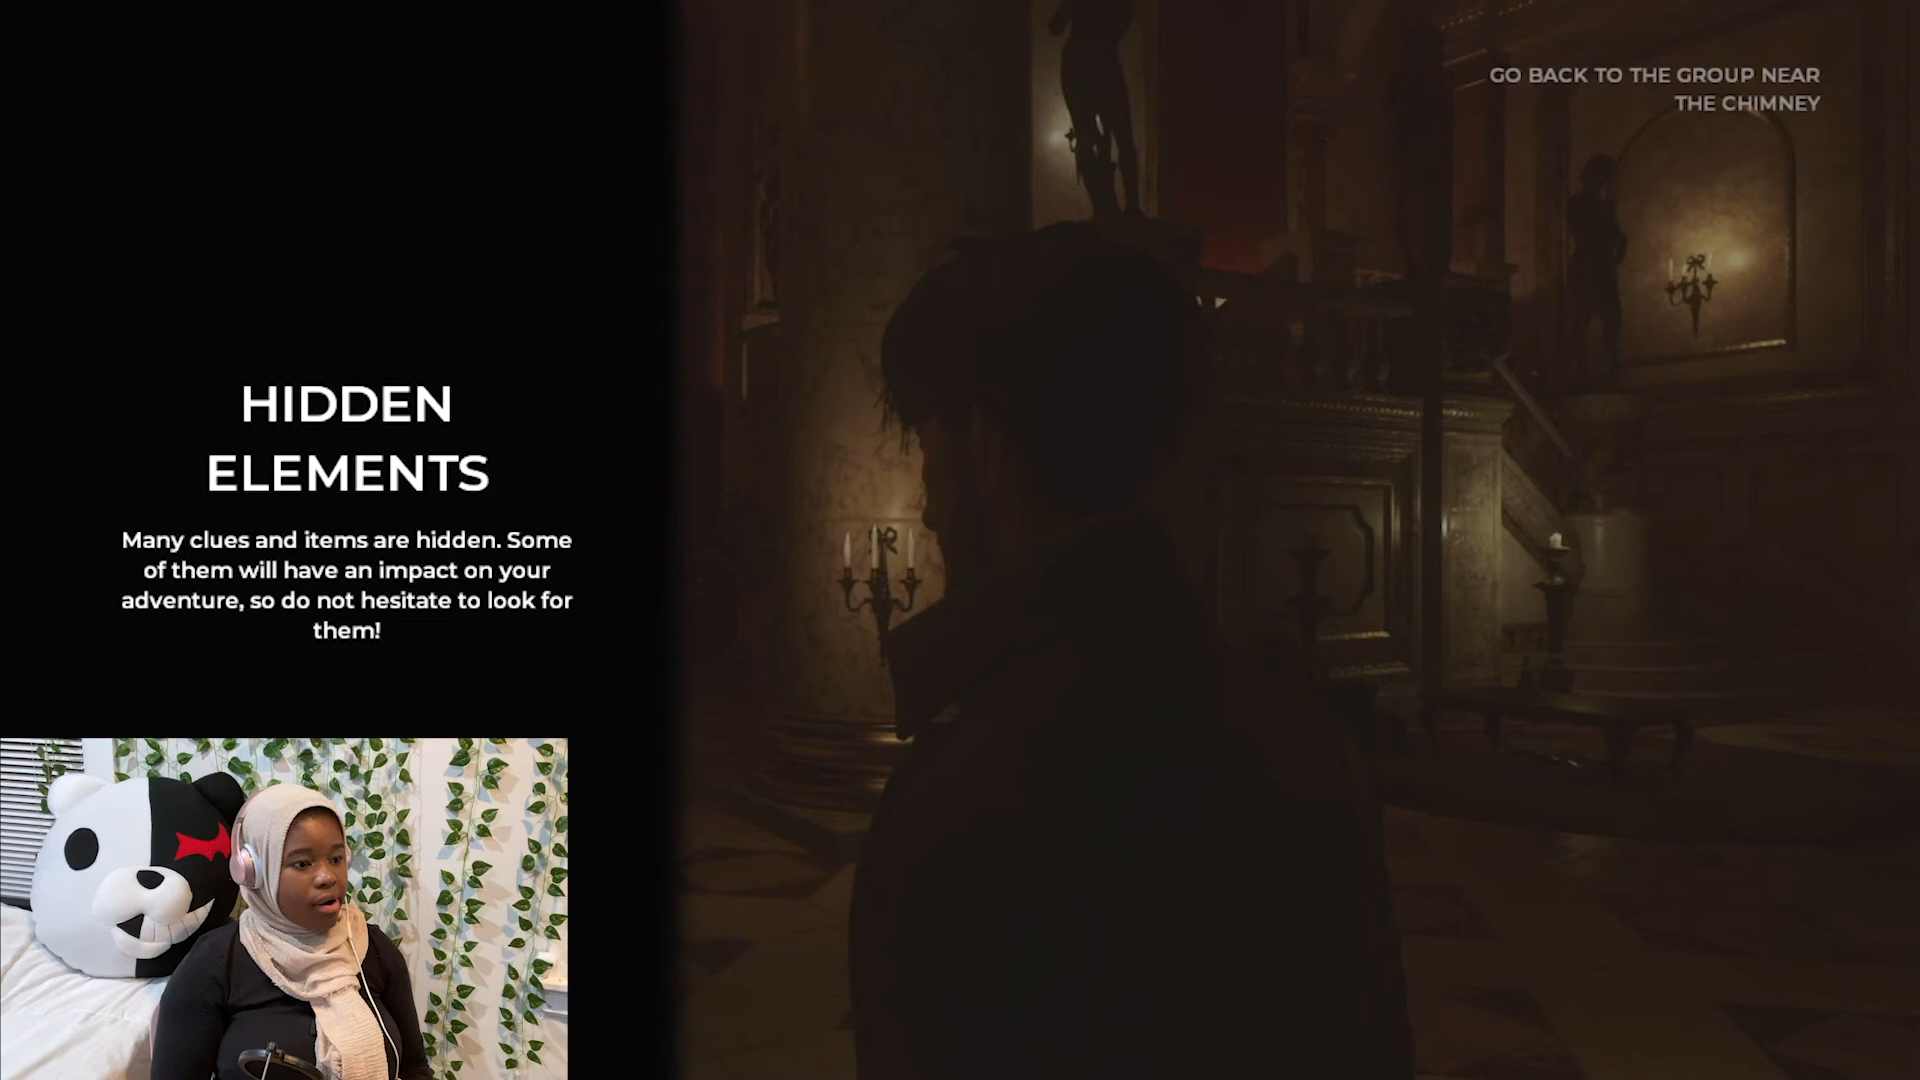 GO BACK TO THE GROUP NEAR
THE CHIMNEY
HIDDEN
ELEMENTS
Many clues and items are hidden. Some
of them will have an impact on your
adventure, so do not hesitate to look for
them!